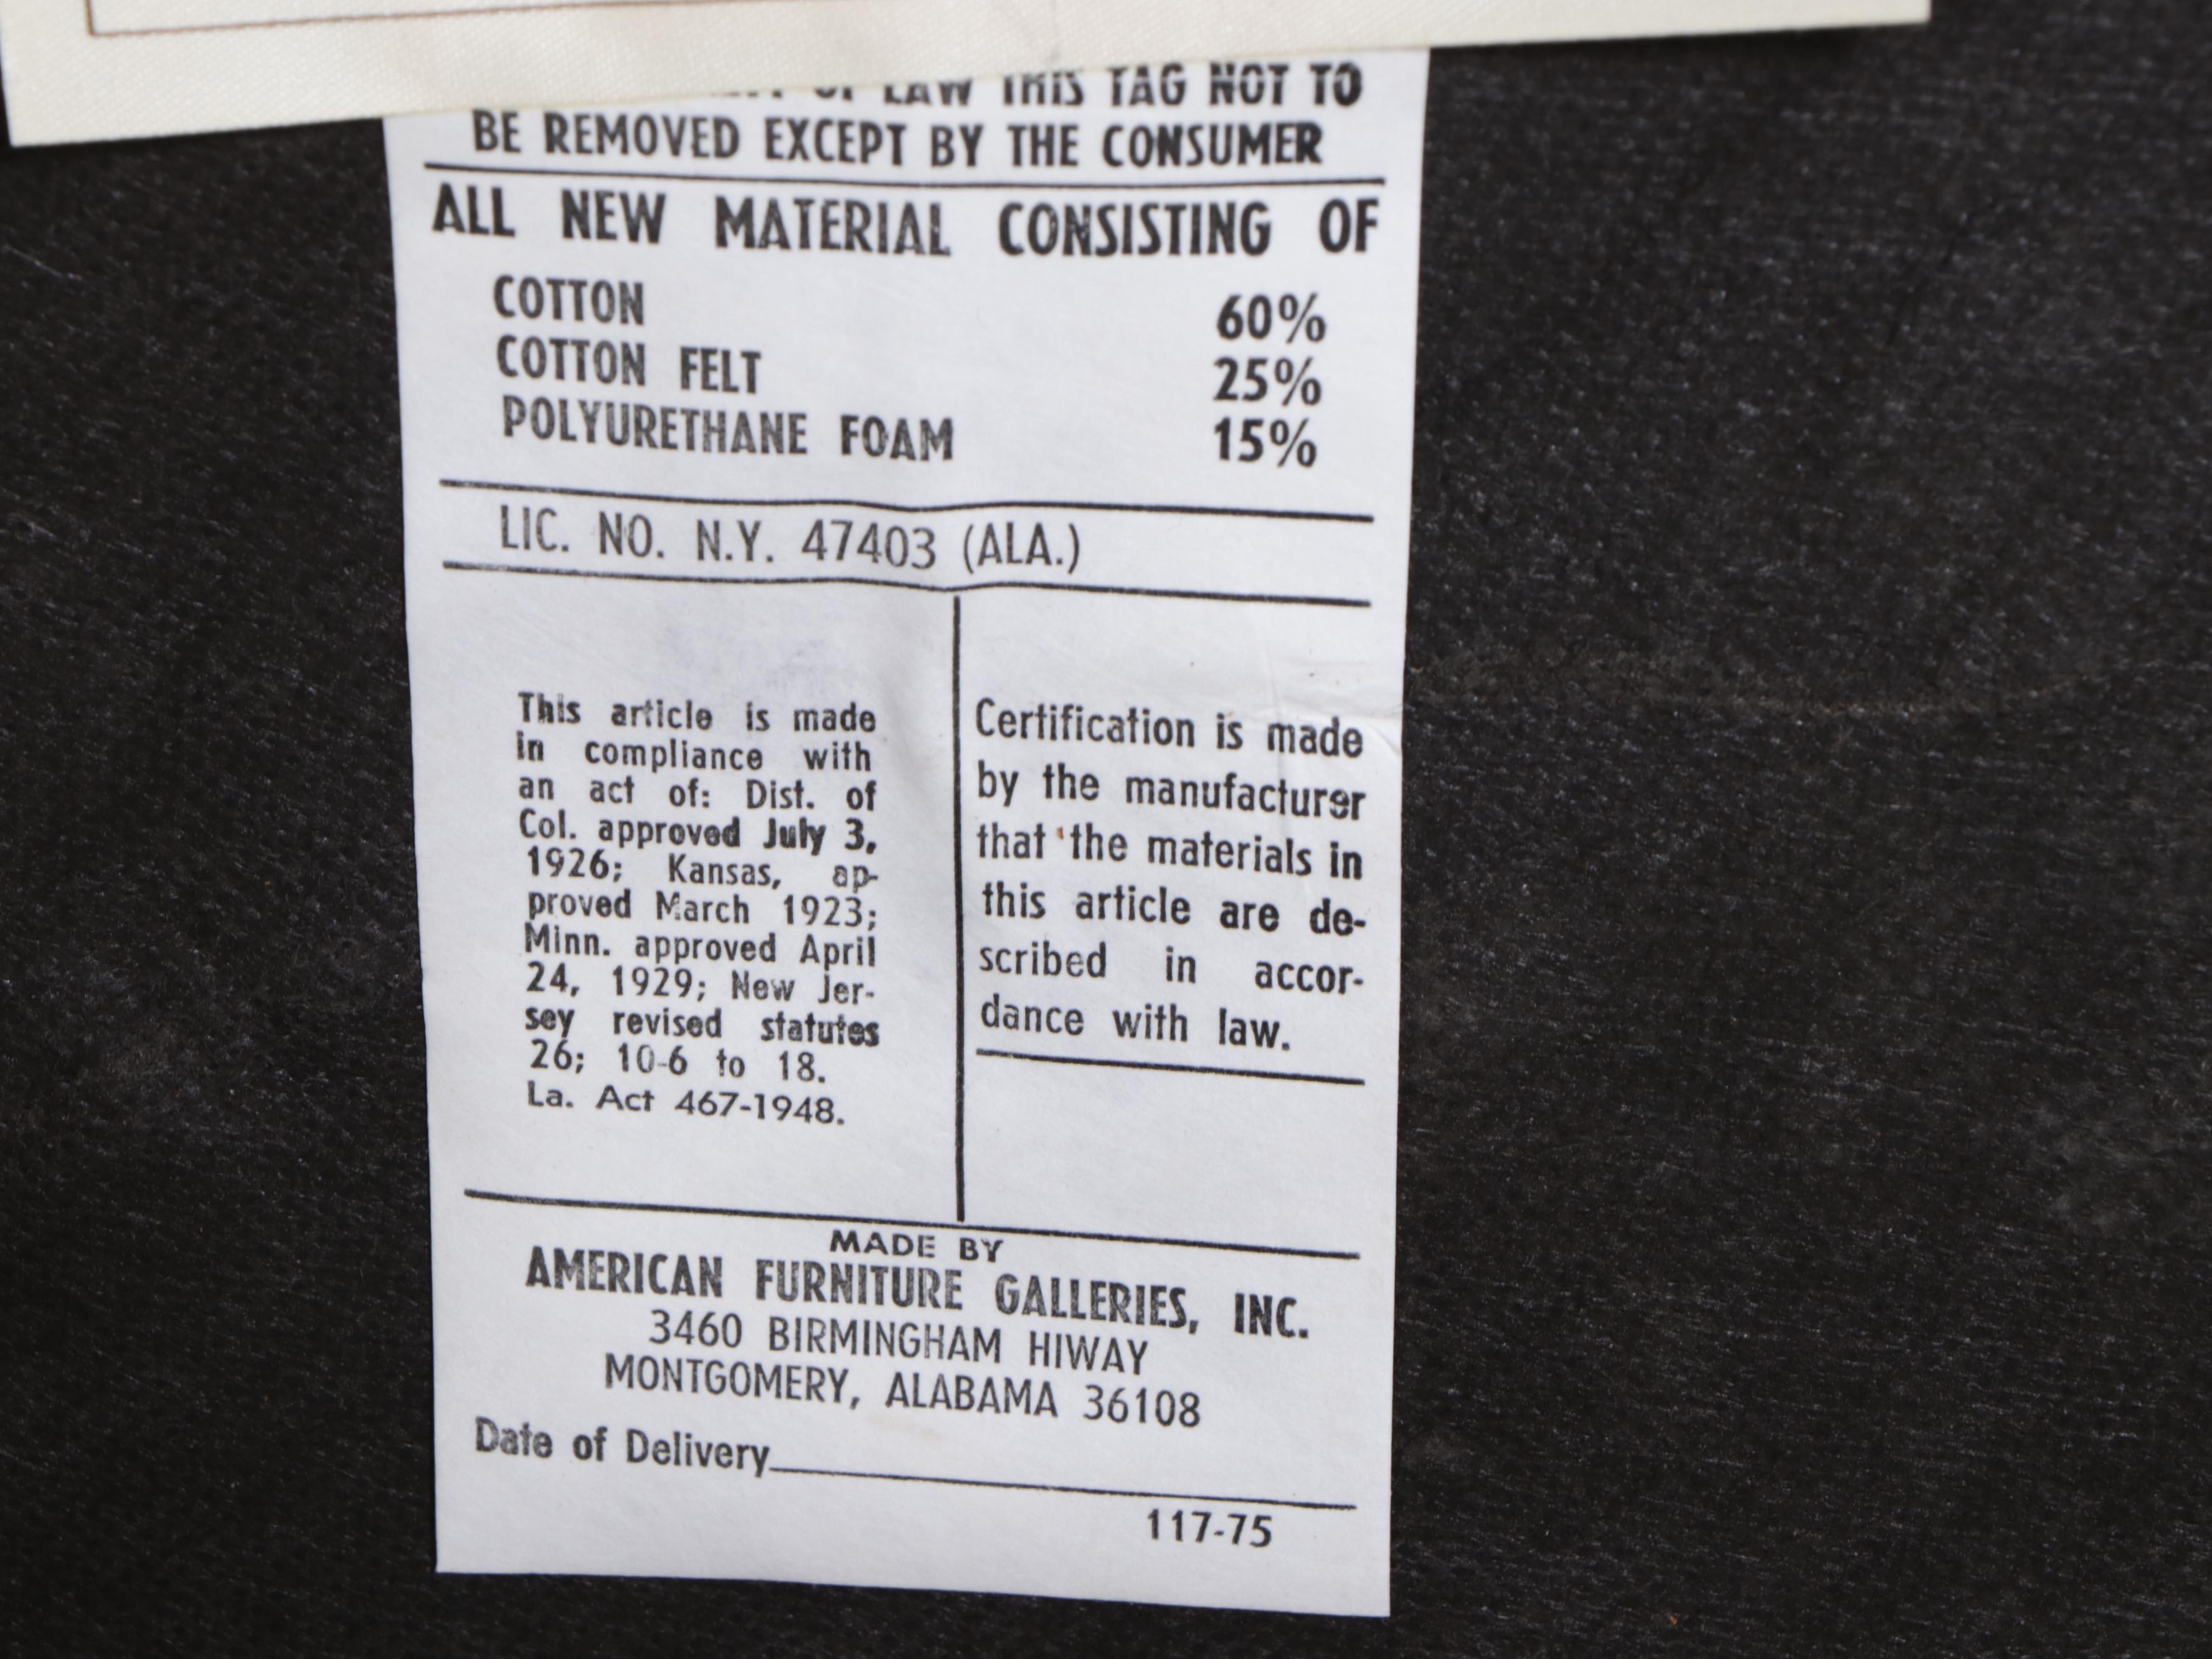 OF LAW THIS TAG NOT TO
BE REMOVED EXCEPT BY THE CONSUMER
ALL NEW MATERIAL CONSISTING OF
COTTON 60%
COTTON FELT 25%
POLYURETHANE FOAM 15%
LIC. NO. N.Y. 47403 (ALA.)
This article is made
in compliance with
an act of: Dist. of
Col. approved July 3,
1926; Kansas, ap-
proved March 1923;
Minn. approved April
24, 1929; New Jer-
sey revised statutes
26; 10-6 to 18.
La. Act 467-1948.
Certification is made
by the manufacturer
that the materials in
this article are de-
scribed in accor-
dance with law.
MADE BY
AMERICAN FURNITURE GALLERIES, INC.
3460 BIRMINGHAM HIWAY
MONTGOMERY, ALABAMA 36108
Date of Delivery
117-75